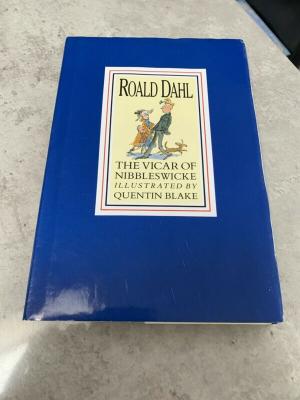 ROALD DAHL
THE VICAR OF
NIBBLESWICKE
ILLUSTRATED BY
QUENTIN BLAKE